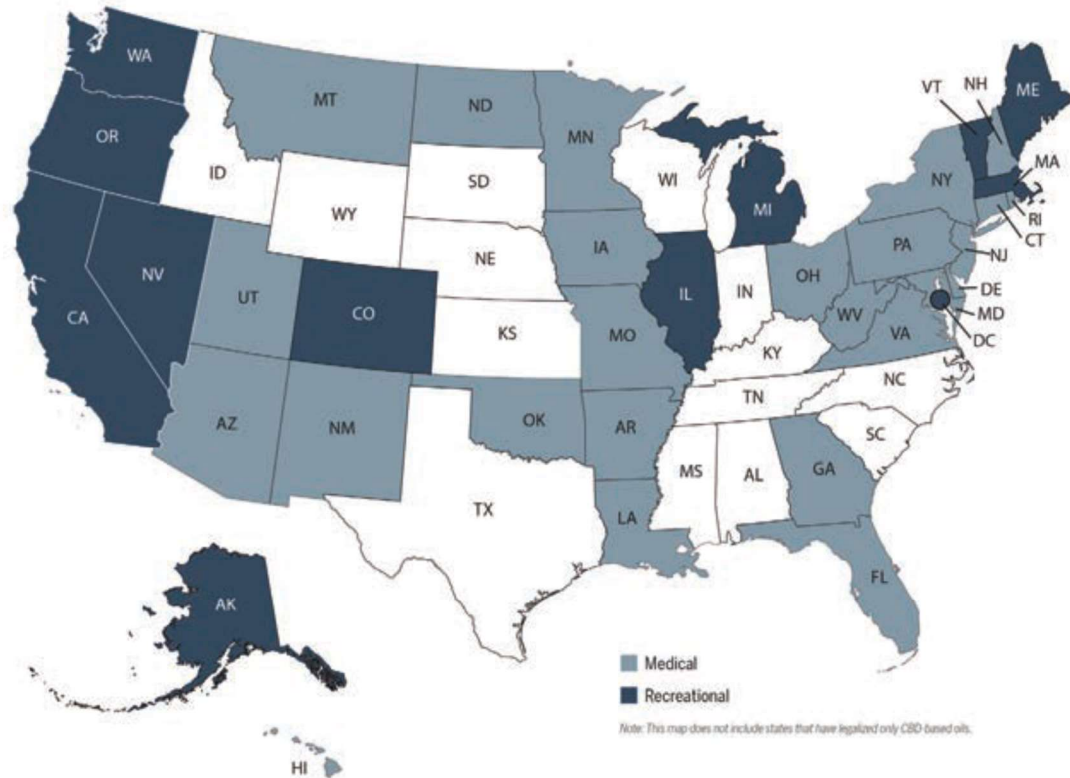 WA
MT
ND
MN
VT
NH
ME
OR
ID
SD
WI
MI
NY
MA
WY
RI
CT
NE
IA
PA
NJ
NV
UT
CO
IL
IN
OH
DE
CA
KS
MO
WV
MD
VA
DC
KY
AZ
NM
OK
AR
TN
NC
SC
TX
MS
AL
GA
LA
FL
AK
HI
Medical
Recreational
Note: This map does not include states that have legalized only CBD-based oils.